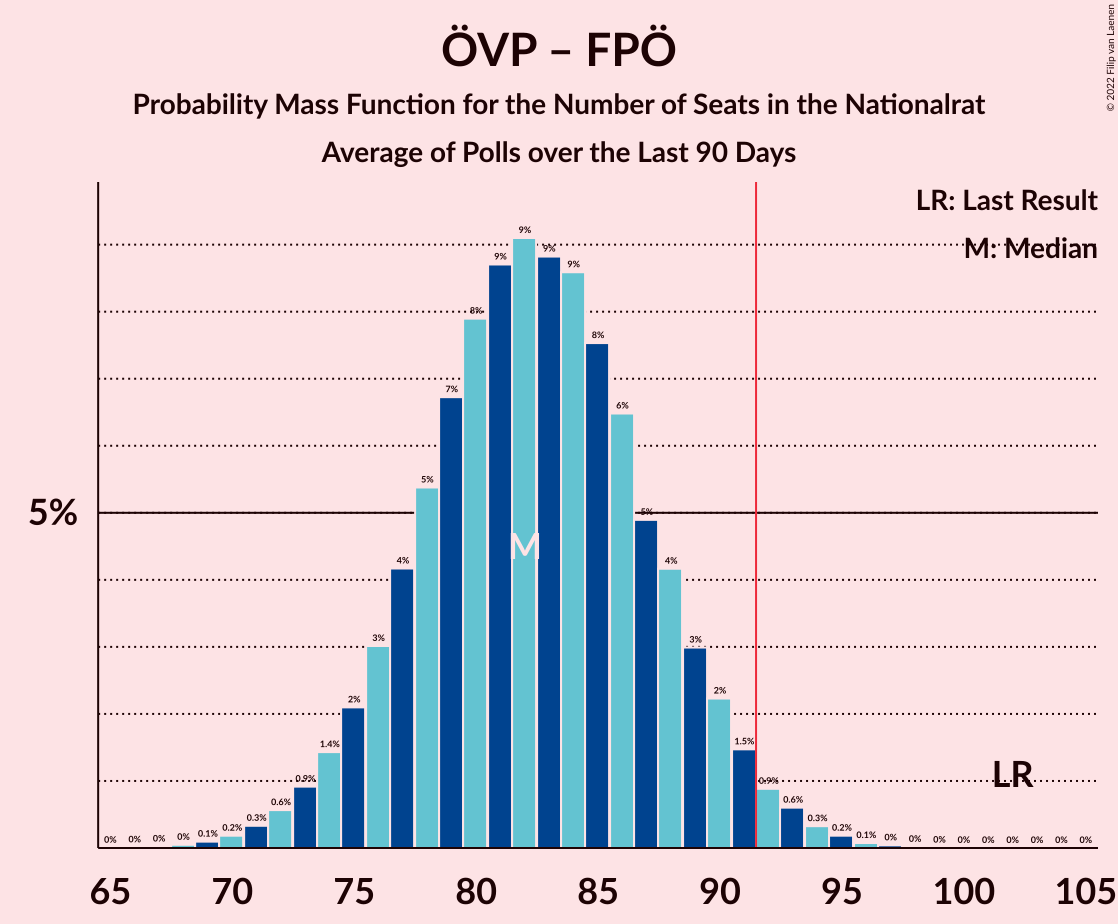 ÖVP – FPÖ
Probability Mass Function for the Number of Seats in the Nationalrat
Average of Polls over the Last 90 Days
© 2022 Filip van Laenen
LR: Last Result
M: Median
5%
0% 0% 0% 0% 0.1% 0.2% 0.3% 0.6% 0.9% 1.4% 2% 3% 4% 5% 7% 8% 9% 9% 9% 9% 8% 6% 5% 4% 3% 2% 1.5% 0.9% 0.6% 0.3% 0.2% 0.1% 0% 0% 0% 0% 0% 0% 0% 0% 0%
M
LR
65 70 75 80 85 90 95 100 105